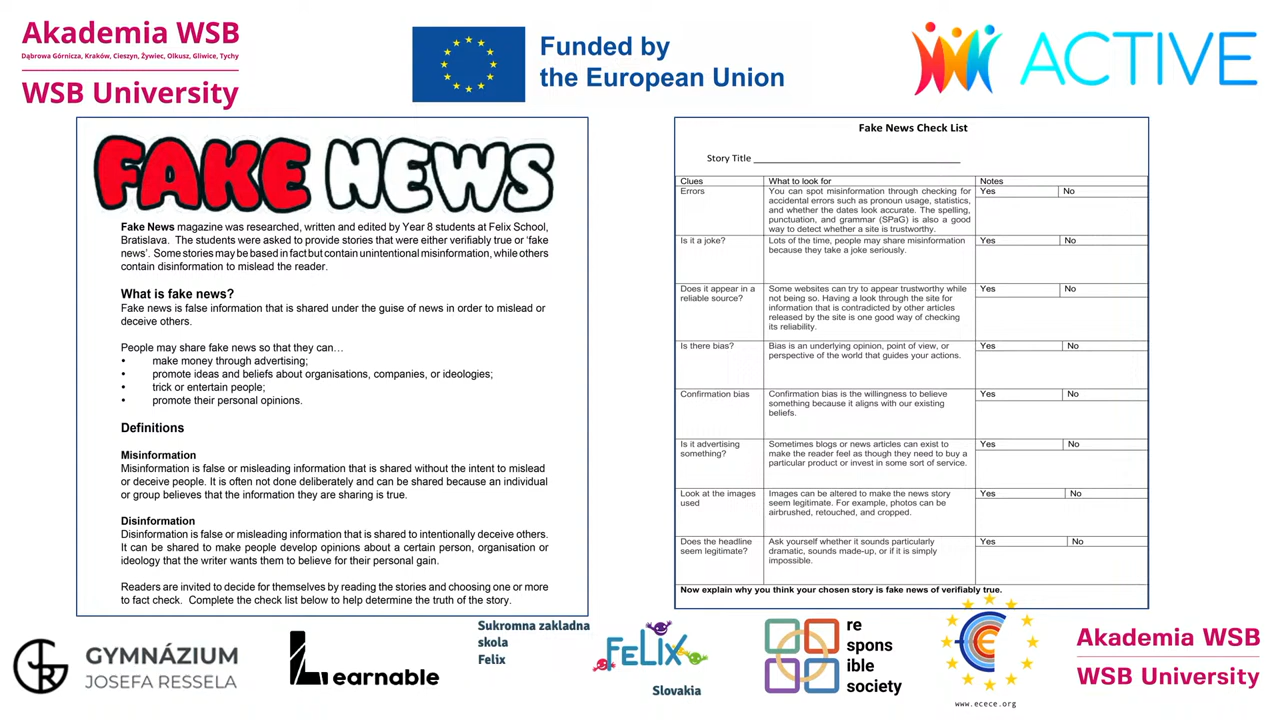 Akademia WSB
Dąbrowa Górnicza, Kraków, Cieszyn, Żywiec, Olkusz, Gliwice, Tychy
WSB University
Funded by
the European Union
ACTIVE
FAKE NEWS
Fake News magazine was researched, written and edited by Year 8 students at Felix School,
Bratislava. The students were asked to provide stories that were either verifiably true or ‘fake
news’. Some stories may be based in fact but contain unintentional misinformation, while others
contain disinformation to mislead the reader.
What is fake news?
Fake news is false information that is shared under the guise of news in order to mislead or
deceive others.
People may share fake news so that they can…
• make money through advertising;
• promote ideas and beliefs about organisations, companies, or ideologies;
• trick or entertain people;
• promote their personal opinions.
Definitions
Misinformation
Misinformation is false or misleading information that is shared without the intent to mislead
or deceive people. It is often not done deliberately and can be shared because an individual
or group believes that the information they are sharing is true.
Disinformation
Disinformation is false or misleading information that is shared to intentionally deceive others.
It can be shared to make people develop opinions about a certain person, organisation or
ideology that the writer wants them to believe for their personal gain.
Readers are invited to decide for themselves by reading the stories and choosing one or more
to fact check. Complete the check list below to help determine the truth of the story.
Fake News Check List
Story Title
Clues What to look for Notes
Errors You can spot misinformation through checking for Yes No
accidental errors such as pronoun usage, statistics,
and whether the dates look accurate. The spelling,
punctuation, and grammar (SPaG) is also a good
way to detect whether a site is trustworthy.
Is it a joke? Lots of the time, people may share misinformation Yes No
because they take a joke seriously.
Does it appear in a Some websites can try to appear trustworthy while Yes No
reliable source? not being so. Having a look through the site for
information that is contradicted by other articles
released by the site is one good way of checking
its reliability.
Is there bias? Bias is an underlying opinion, point of view, or Yes No
perspective of the world that guides your actions.
Confirmation bias Confirmation bias is the willingness to believe Yes No
something because it aligns with our existing
beliefs.
Is it advertising Sometimes blogs or news articles can exist to Yes No
something? make the reader feel as though they need to buy a
particular product or invest in some sort of service.
Look at the images Images can be altered to make the news story Yes No
used seem legitimate. For example, photos can be
airbrushed, retouched, and cropped.
Does the headline Ask yourself whether it sounds particularly Yes No
seem legitimate? dramatic, sounds made-up, or if it is simply
impossible.
Now explain why you think your chosen story is fake news of verifiably true.
GYMNÁZIUM
JOSEFA RESSELA
Learnable
Sukromna zakladna
skola
Felix
FELIX
Slovakia
re
spons
ible
society
www.ecece.org
Akademia WSB
WSB University